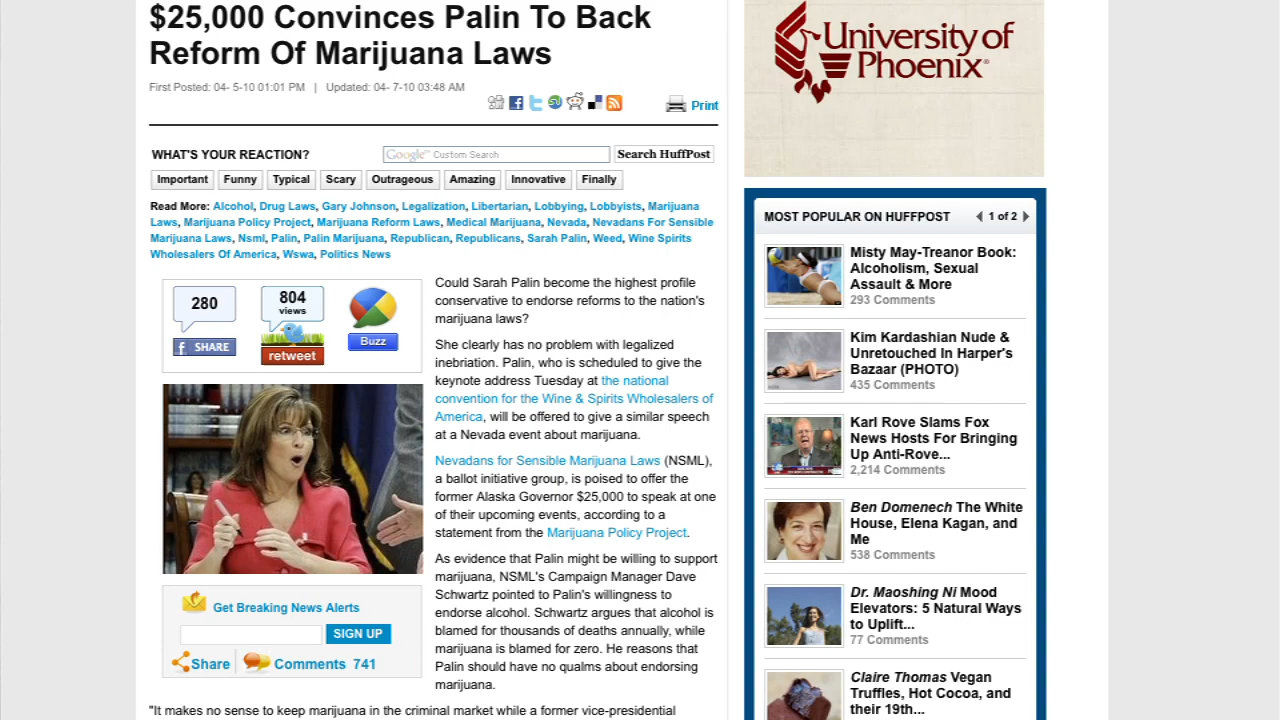 $25,000 Convinces Palin To Back
Reform Of Marijuana Laws
First Posted: 04- 5-10 01:01 PM | Updated: 04- 7-10 03:48 AM
Print
WHAT'S YOUR REACTION?
Google™ Custom Search
Search HuffPost
Important
Funny
Typical
Scary
Outrageous
Amazing
Innovative
Finally
Read More: Alcohol, Drug Laws, Gary Johnson, Legalization, Libertarian, Lobbying, Lobbyists, Marijuana
Laws, Marijuana Policy Project, Marijuana Reform Laws, Medical Marijuana, Nevada, Nevadans For Sensible
Marijuana Laws, Nsml, Palin, Palin Marijuana, Republican, Republicans, Sarah Palin, Weed, Wine Spirits
Wholesalers Of America, Wswa, Politics News
280
f SHARE
804
views
retweet
Buzz
Get Breaking News Alerts
SIGN UP
Share
Comments 741
Could Sarah Palin become the highest profile
conservative to endorse reforms to the nation's
marijuana laws?
She clearly has no problem with legalized
inebriation. Palin, who is scheduled to give the
keynote address Tuesday at the national
convention for the Wine & Spirits Wholesalers of
America, will be offered to give a similar speech
at a Nevada event about marijuana.
Nevadans for Sensible Marijuana Laws (NSML),
a ballot initiative group, is poised to offer the
former Alaska Governor $25,000 to speak at one
of their upcoming events, according to a
statement from the Marijuana Policy Project.
As evidence that Palin might be willing to support
marijuana, NSML's Campaign Manager Dave
Schwartz pointed to Palin's willingness to
endorse alcohol. Schwartz argues that alcohol is
blamed for thousands of deaths annually, while
marijuana is blamed for zero. He reasons that
Palin should have no qualms about endorsing
marijuana.
"It makes no sense to keep marijuana in the criminal market while a former vice-presidential
University of
Phoenix®
MOST POPULAR ON HUFFPOST
1 of 2
Misty May-Treanor Book:
Alcoholism, Sexual
Assault & More
293 Comments
Kim Kardashian Nude &
Unretouched In Harper's
Bazaar (PHOTO)
435 Comments
Karl Rove Slams Fox
News Hosts For Bringing
Up Anti-Rove...
2,214 Comments
Ben Domenech The White
House, Elena Kagan, and
Me
538 Comments
Dr. Maoshing Ni Mood
Elevators: 5 Natural Ways
to Uplift...
77 Comments
Claire Thomas Vegan
Truffles, Hot Cocoa, and
their 19th...